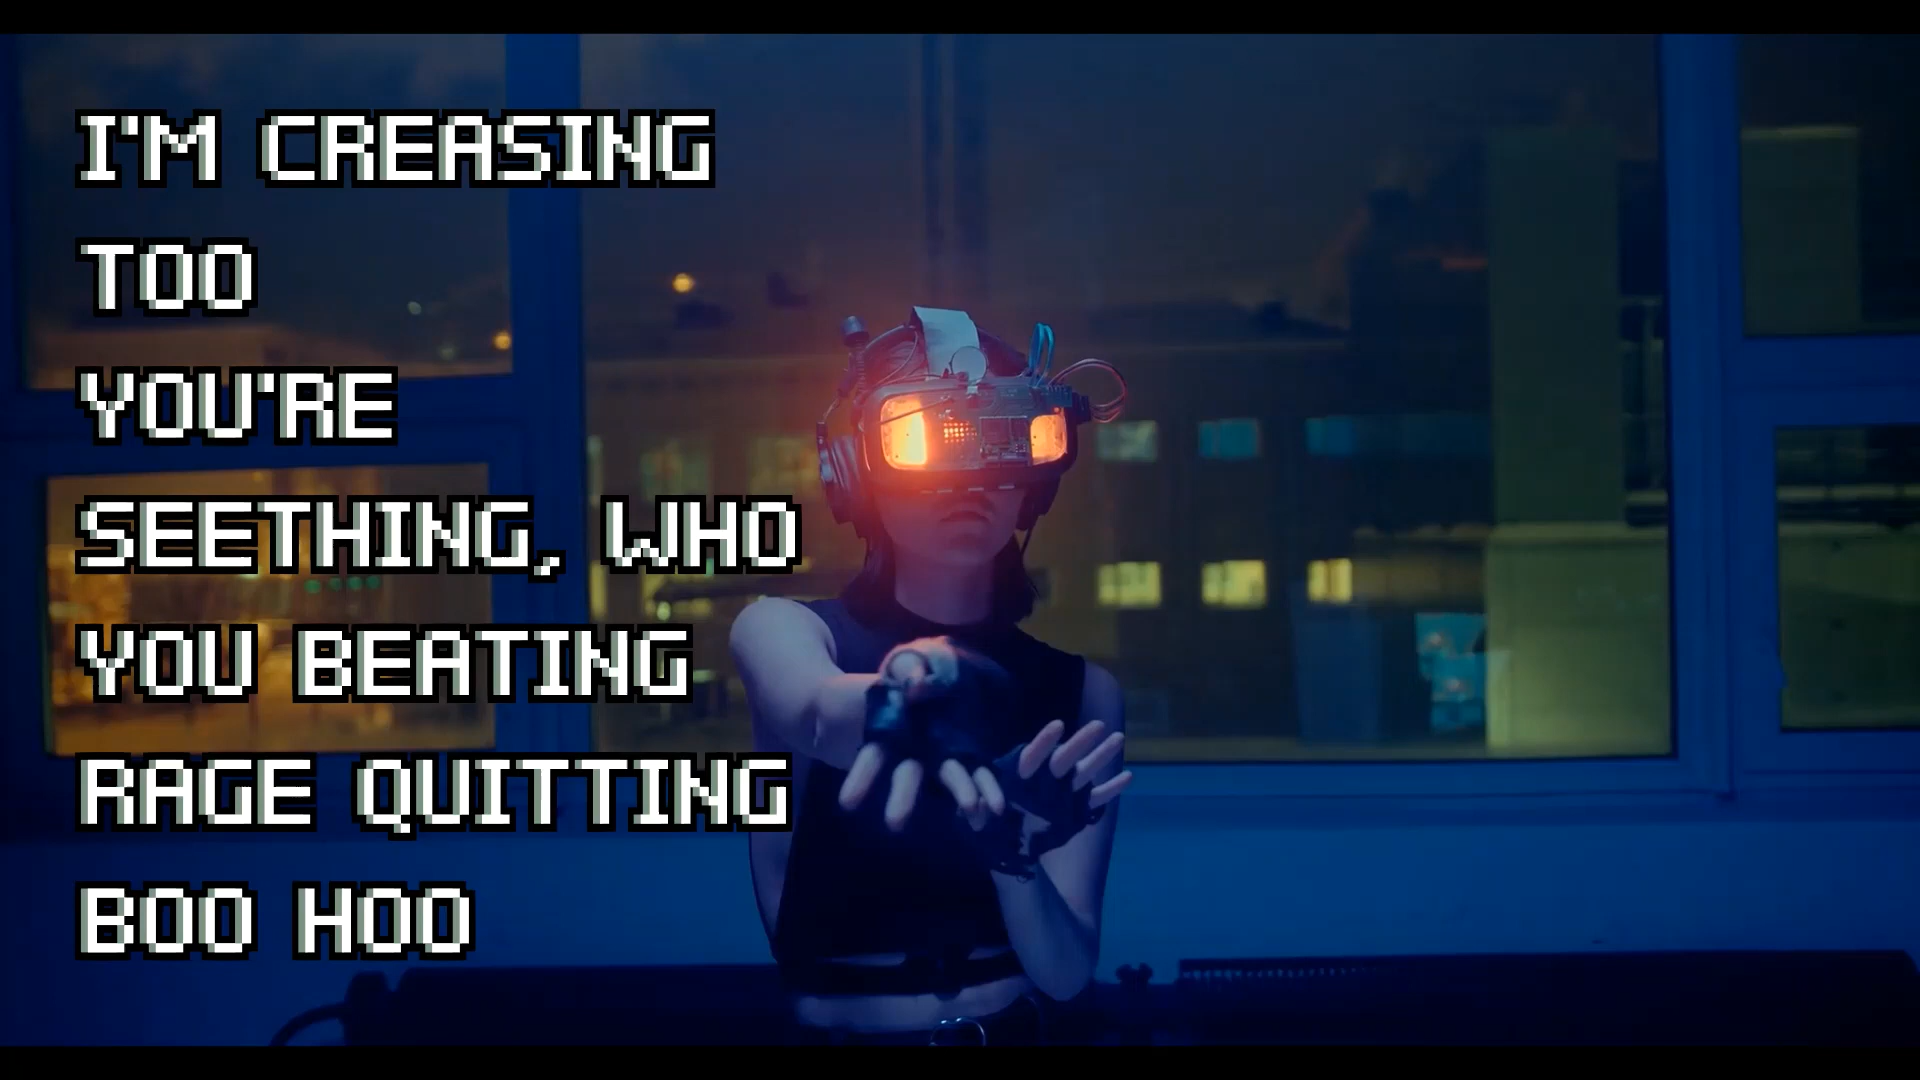 I'M CREASING
TOO
YOU'RE
SEETHING, WHO
YOU BEATING
RAGE QUITTING
BOO HOO